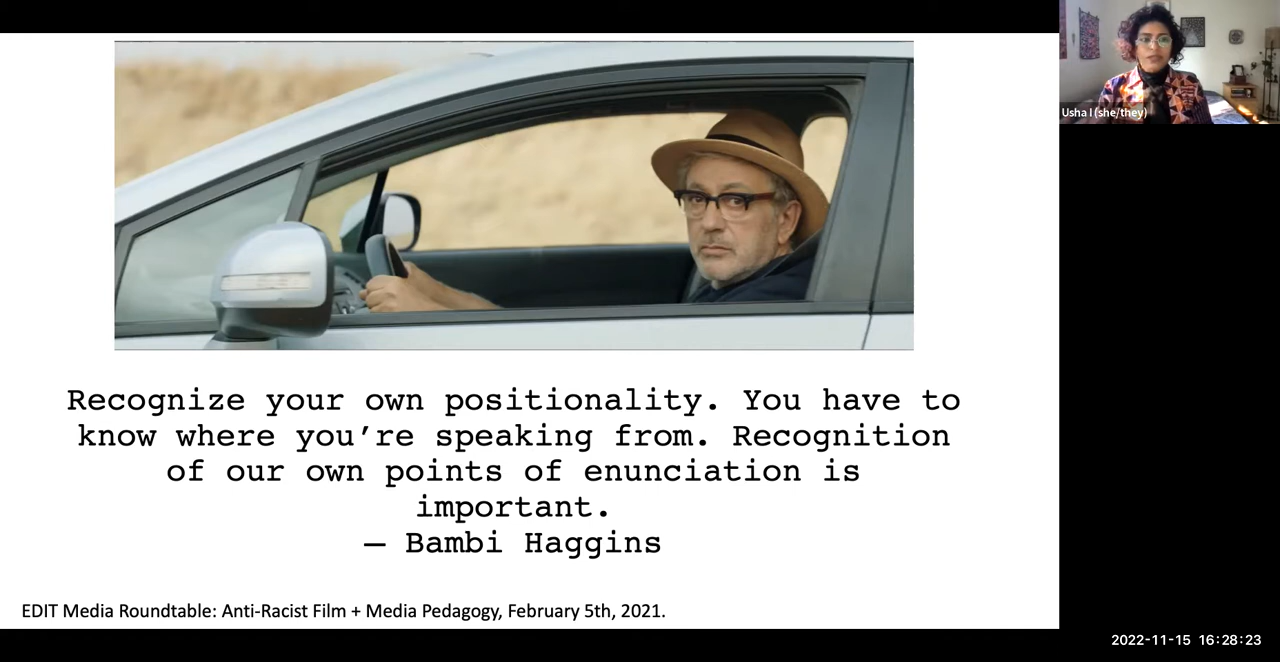 Usha I (she/they)
Recognize your own positionality. You have to
know where you’re speaking from. Recognition
of our own points of enunciation is
important.
– Bambi Haggins
EDIT Media Roundtable: Anti-Racist Film + Media Pedagogy, February 5th, 2021.
2022-11-15 16:28:23